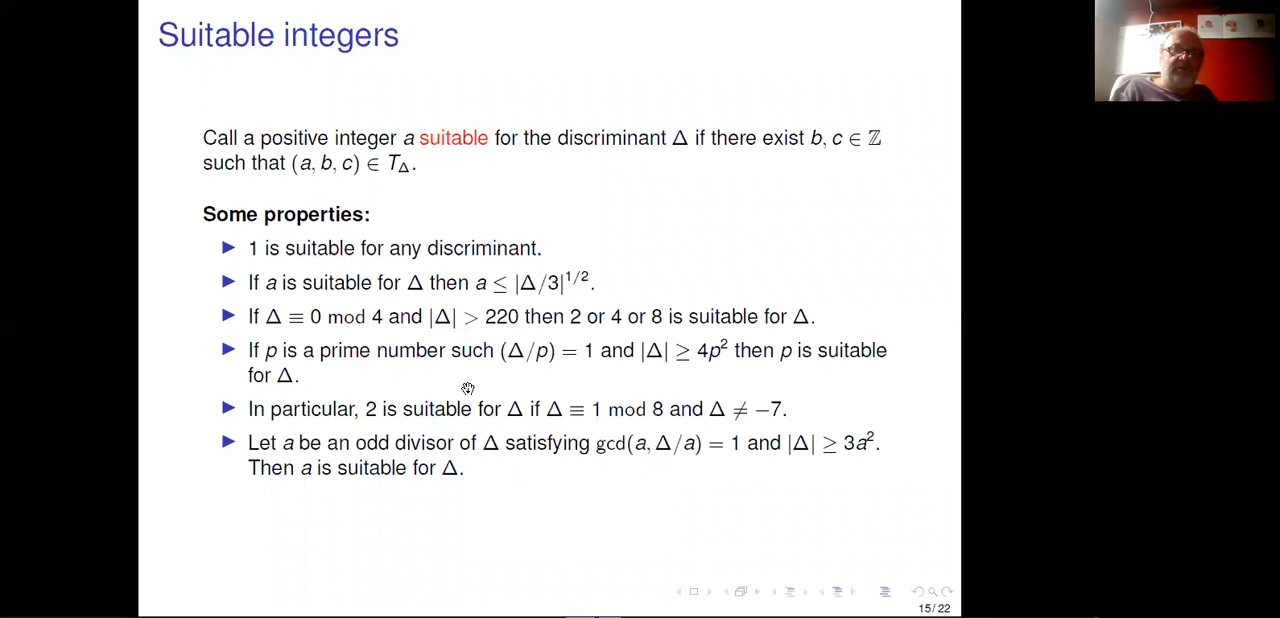 Suitable integers
Call a positive integer a suitable for the discriminant Δ if there exist b, c ∈ ℤ
such that (a, b, c) ∈ T_Δ.
Some properties:
▶ 1 is suitable for any discriminant.
▶ If a is suitable for Δ then a ≤ |Δ/3|^{1/2}.
▶ If Δ ≡ 0 mod 4 and |Δ| > 220 then 2 or 4 or 8 is suitable for Δ.
▶ If p is a prime number such (Δ/p) = 1 and |Δ| ≥ 4p² then p is suitable
for Δ.
▶ In particular, 2 is suitable for Δ if Δ ≡ 1 mod 8 and Δ ≠ −7.
▶ Let a be an odd divisor of Δ satisfying gcd(a, Δ/a) = 1 and |Δ| ≥ 3a².
Then a is suitable for Δ.
15/22